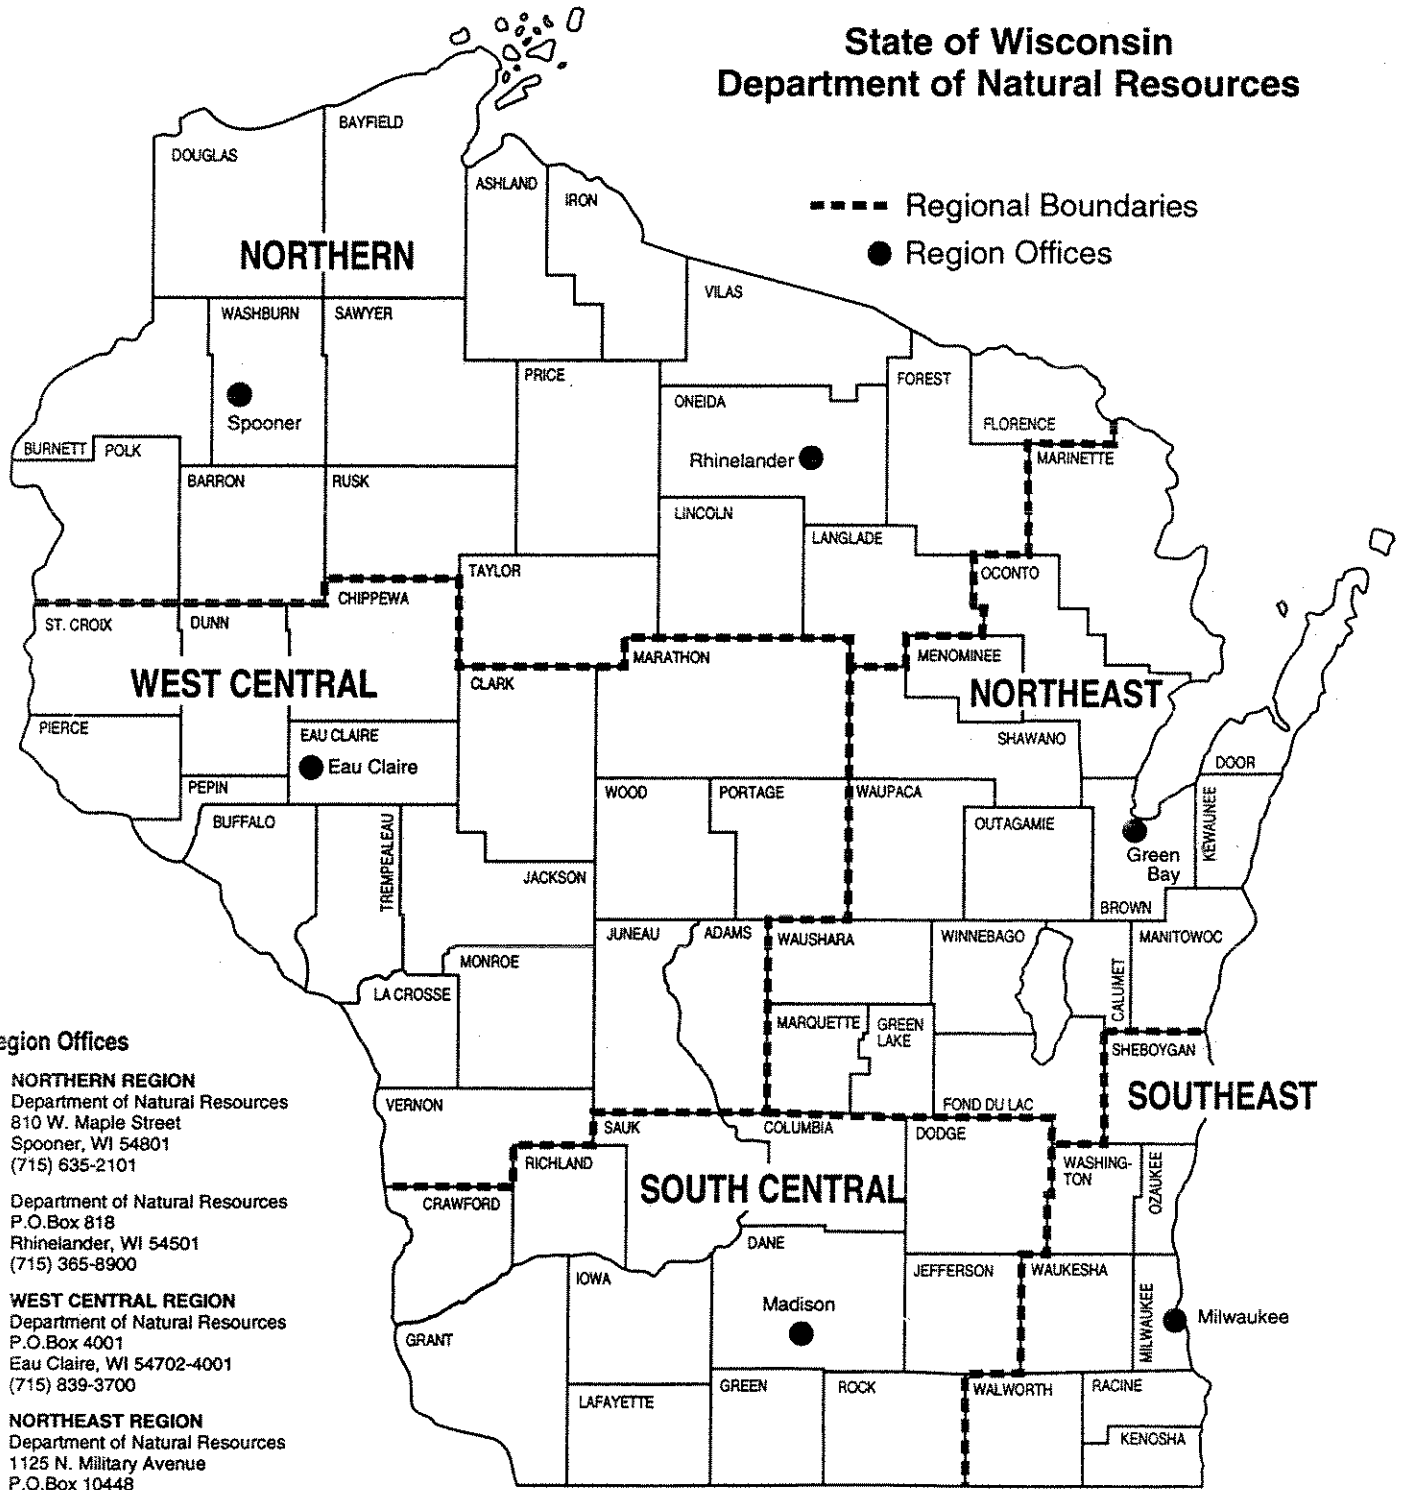 State of Wisconsin
Department of Natural Resources
Regional Boundaries
Region Offices
BAYFIELD
DOUGLAS
ASHLAND
IRON
NORTHERN
VILAS
WASHBURN
SAWYER
PRICE
FOREST
ONEIDA
Spooner
FLORENCE
BURNETT
POLK
MARINETTE
Rhinelander
BARRON
RUSK
LINCOLN
LANGLADE
TAYLOR
OCONTO
CHIPPEWA
ST. CROIX
DUNN
MARATHON
MENOMINEE
WEST CENTRAL
CLARK
NORTHEAST
PIERCE
EAU CLAIRE
SHAWANO
Eau Claire
DOOR
PEPIN
WOOD
PORTAGE
WAUPACA
BUFFALO
TREMPEALEAU
OUTAGAMIE
KEWAUNEE
Green
Bay
JACKSON
BROWN
JUNEAU
ADAMS
WAUSHARA
WINNEBAGO
MANITOWOC
MONROE
CALUMET
LA CROSSE
MARQUETTE
GREEN
LAKE
SHEBOYGAN
SOUTHEAST
VERNON
FOND DU LAC
SAUK
COLUMBIA
DODGE
RICHLAND
WASHING-
TON
OZAUKEE
SOUTH CENTRAL
CRAWFORD
DANE
IOWA
JEFFERSON
WAUKESHA
Madison
MILWAUKEE
Milwaukee
GRANT
GREEN
ROCK
WALWORTH
RACINE
LAFAYETTE
KENOSHA
egion Offices
NORTHERN REGION
Department of Natural Resources
810 W. Maple Street
Spooner, WI 54801
(715) 635-2101
Department of Natural Resources
P.O.Box 818
Rhinelander, WI 54501
(715) 365-8900
WEST CENTRAL REGION
Department of Natural Resources
P.O.Box 4001
Eau Claire, WI 54702-4001
(715) 839-3700
NORTHEAST REGION
Department of Natural Resources
1125 N. Military Avenue
P.O.Box 10448